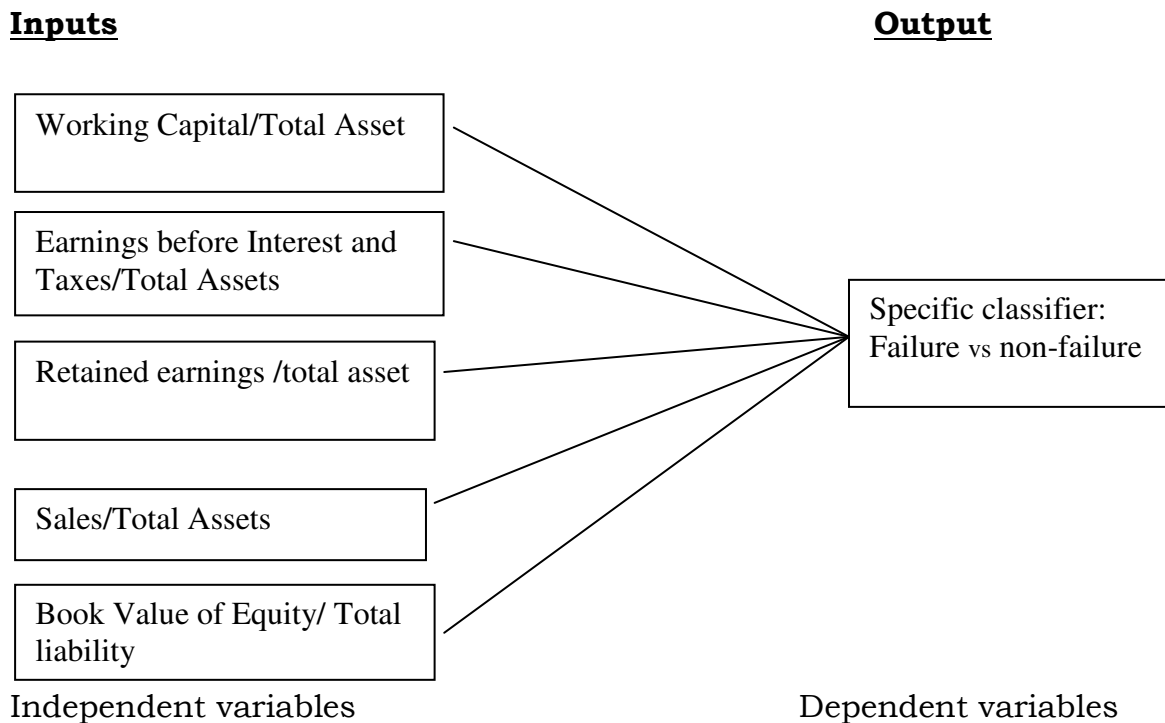 Inputs
Output
Working Capital/Total Asset
Earnings before Interest and
Taxes/Total Assets
Retained earnings /total asset
Sales/Total Assets
Book Value of Equity/ Total
liability
Specific classifier:
Failure vs non-failure
Independent variables
Dependent variables